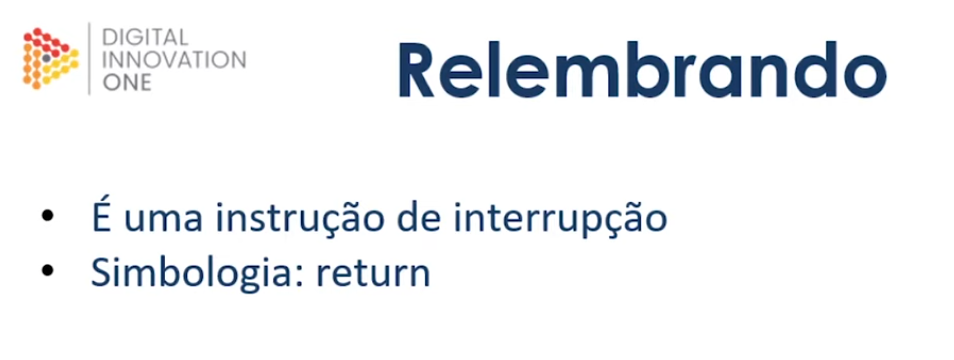 DIGITAL
INNOVATION
ONE
Relembrando
• É uma instrução de interrupção
• Simbologia: return